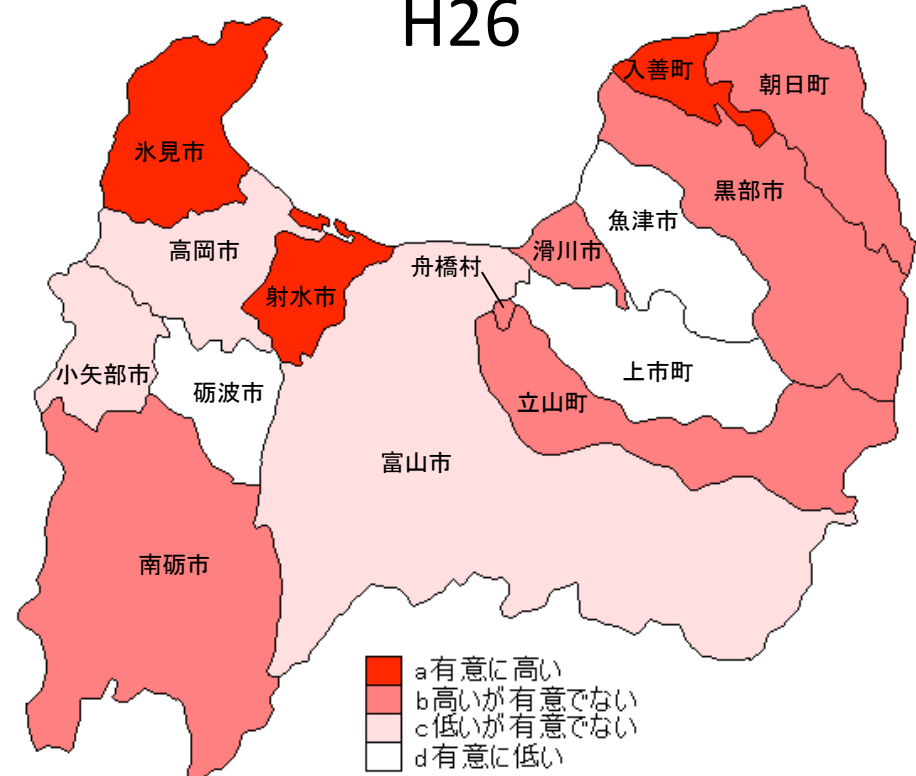 H26
入善町
朝日町
氷見市
黒部市
魚津市
高岡市
滑川市
舟橋村
射水市
小矢部市
砺波市
上市町
立山町
富山市
南砺市
a有意に高い
b高いが有意でない
c低いが有意でない
d有意に低い